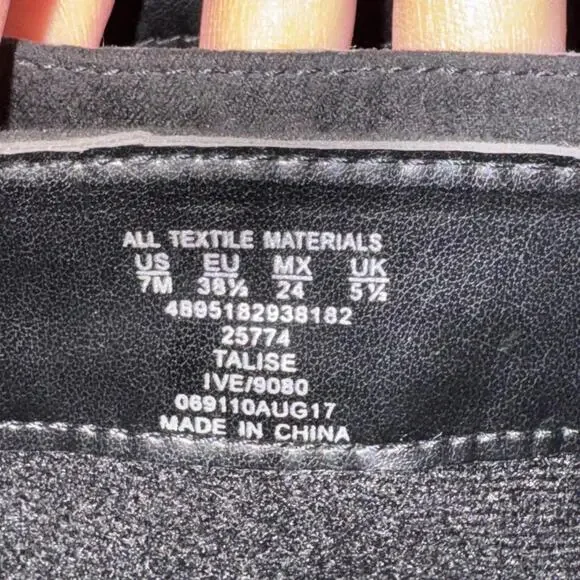 ALL TEXTILE MATERIALS
US EU MX UK
7M 38½ 24 5½
4895182938182
25774
TALISE
IVE/9080
069110AUG17
MADE IN CHINA